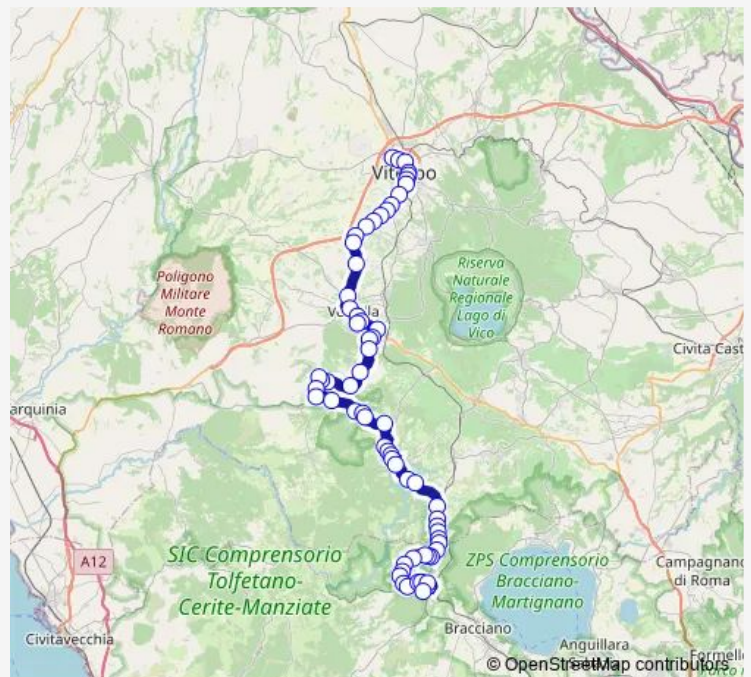 Viterbo
Riserva
Naturale
Regionale
Lago di
Vico
Poligono
Militare
Monte
Romano
Civita Cast
arquinia
A12
SIC Comprensorio
Tolfetano-
Cerite-Manziate
ZPS Comprensorio
Bracciano-
Martignano
Campagnano
di Roma
Civitavecchia
Bracciano
Anguillara
Formello
© OpenStreetMap contributors